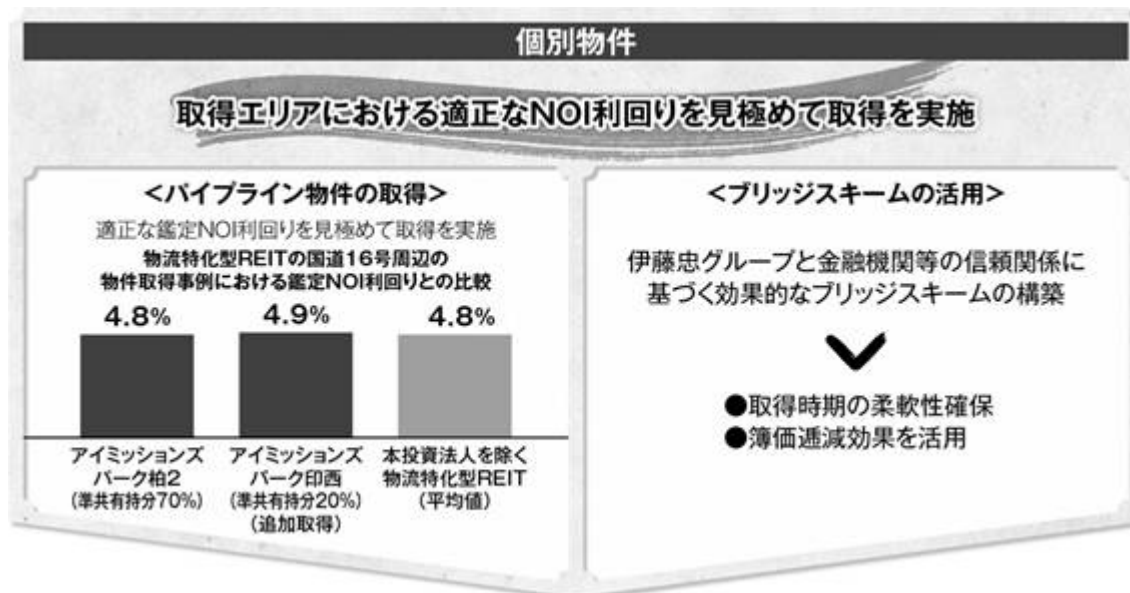 個別物件
取得エリアにおける適正なNOI利回りを見極めて取得を実施
＜パイプライン物件の取得＞
適正な鑑定NOI利回りを見極めて取得を実施
物流特化型REITの国道16号周辺の
物件取得事例における鑑定NOI利回りとの比較
4.8%
4.9%
4.8%
アイミッションズ
パーク柏2
（準共有持分70%）
アイミッションズ
パーク印西
（準共有持分20%）
（追加取得）
本投資法人を除く
物流特化型REIT
（平均値）
＜ブリッジスキームの活用＞
伊藤忠グループと金融機関等の信頼関係に
基づく効果的なブリッジスキームの構築
●取得時期の柔軟性確保
●簿価逓減効果を活用